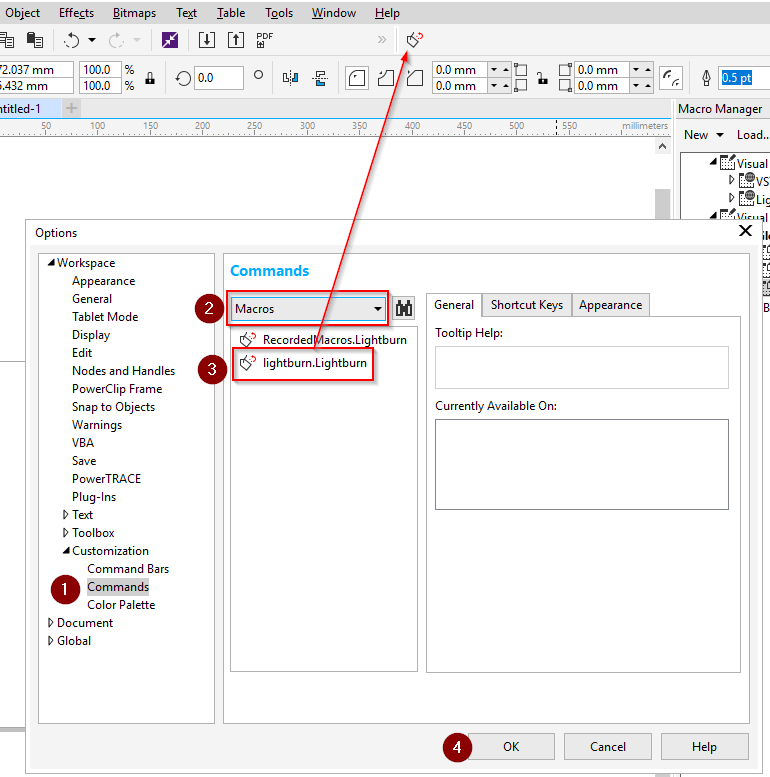 Object Effects Bitmaps Text Table Tools Window Help
PDF
72.037 mm 100.0 % 0.0 0.0 mm 0.0 mm 0.5 pt
5.432 mm 100.0 % 0.0 mm 0.0 mm
ntitled-1
Macro Manager
50 100 150 200 250 300 350 400 450 500 550 millimeters
New Load..
Visual
VS
Lig
Visual
Options
Workspace
Appearance
General
Tablet Mode
Display
Edit
Nodes and Handles
PowerClip Frame
Snap to Objects
Warnings
VBA
Save
PowerTRACE
Plug-Ins
Text
Toolbox
Customization
Command Bars
1 Commands
Color Palette
Document
Global
Commands
2 Macros
RecordedMacros.Lightburn
3 lightburn.Lightburn
General Shortcut Keys Appearance
Tooltip Help:
Currently Available On:
4 OK Cancel Help